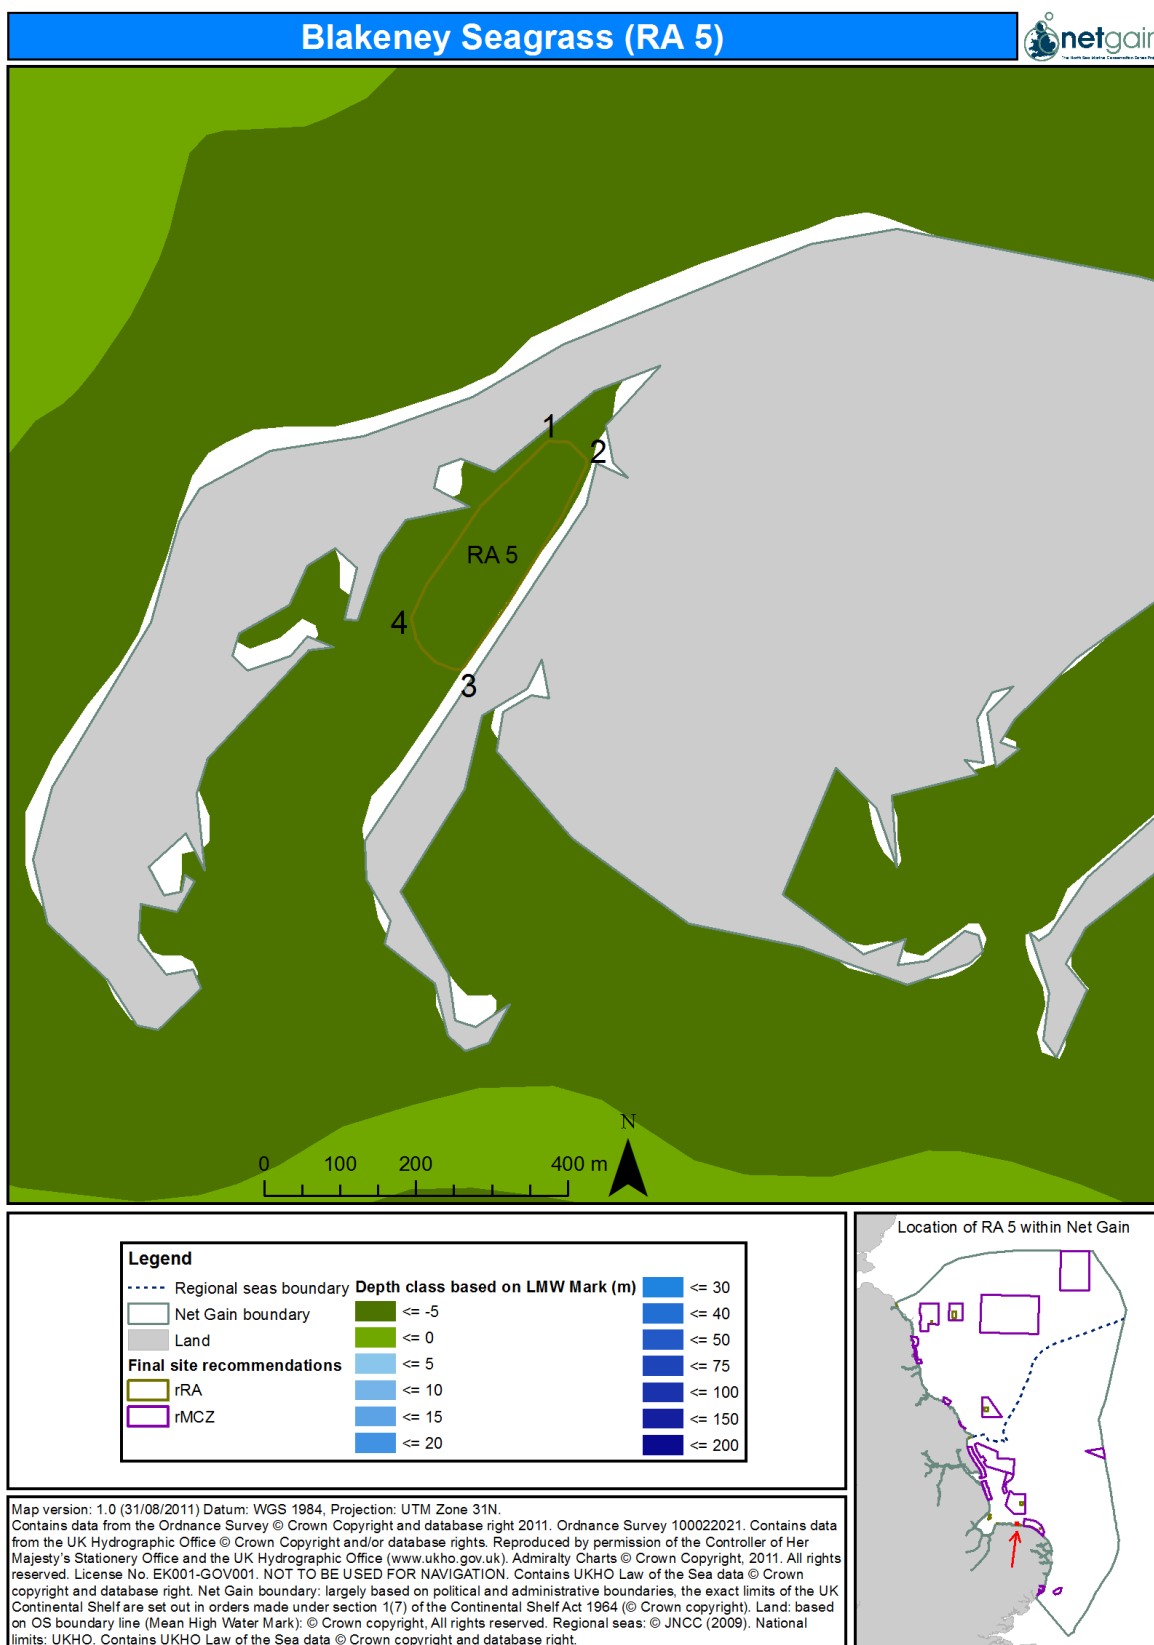 Blakeney Seagrass (RA 5)
netgain
1
2
RA 5
4
3
N
0 100 200 400 m
Legend
Regional seas boundary
Net Gain boundary
Land
Final site recommendations
rRA
rMCZ
Depth class based on LMW Mark (m)
<= -5
<= 0
<= 5
<= 10
<= 15
<= 20
<= 30
<= 40
<= 50
<= 75
<= 100
<= 150
<= 200
Location of RA 5 within Net Gain
Map version: 1.0 (31/08/2011) Datum: WGS 1984, Projection: UTM Zone 31N.
Contains data from the Ordnance Survey © Crown Copyright and database right 2011. Ordnance Survey 100022021. Contains data
from the UK Hydrographic Office © Crown Copyright and/or database rights. Reproduced by permission of the Controller of Her
Majesty's Stationery Office and the UK Hydrographic Office (www.ukho.gov.uk). Admiralty Charts © Crown Copyright, 2011. All rights
reserved. License No. EK001-GOV001. NOT TO BE USED FOR NAVIGATION. Contains UKHO Law of the Sea data © Crown
copyright and database right. Net Gain boundary: largely based on political and administrative boundaries, the exact limits of the UK
Continental Shelf are set out in orders made under section 1(7) of the Continental Shelf Act 1964 (© Crown copyright). Land: based
on OS boundary line (Mean High Water Mark): © Crown copyright, All rights reserved. Regional seas: © JNCC (2009). National
limits: UKHO. Contains UKHO Law of the Sea data © Crown copyright and database right.